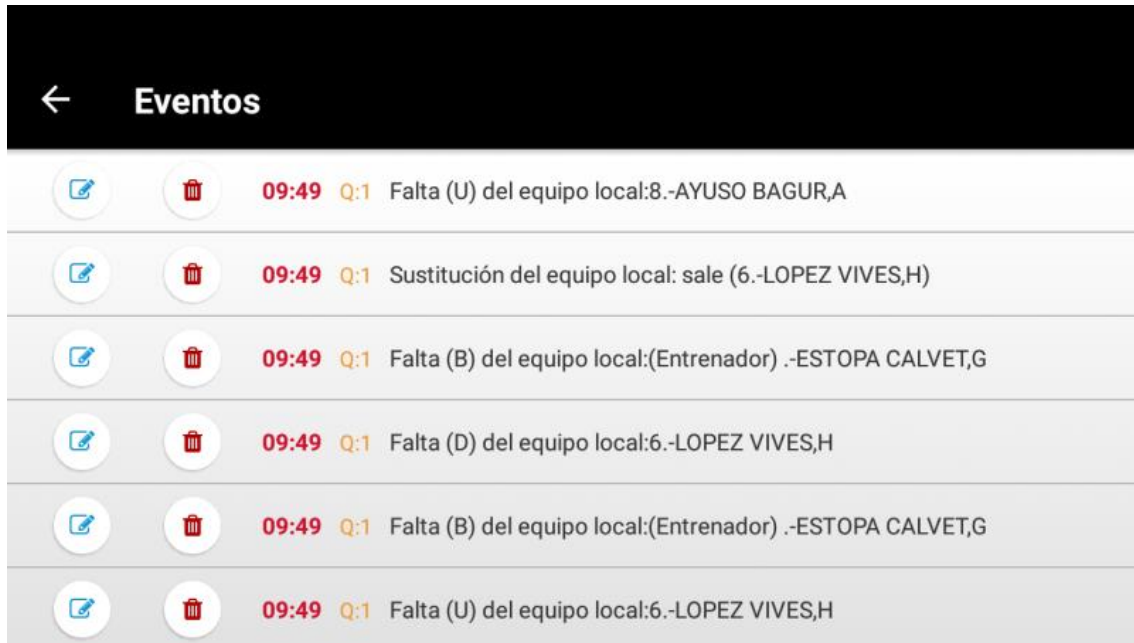 Eventos
09:49 Q:1 Falta (U) del equipo local:8.-AYUSO BAGUR,A
09:49 Q:1 Sustitución del equipo local: sale (6.-LOPEZ VIVES,H)
09:49 Q:1 Falta (B) del equipo local:(Entrenador) .-ESTOPA CALVET,G
09:49 Q:1 Falta (D) del equipo local:6.-LOPEZ VIVES,H
09:49 Q:1 Falta (B) del equipo local:(Entrenador) .-ESTOPA CALVET,G
09:49 Q:1 Falta (U) del equipo local:6.-LOPEZ VIVES,H